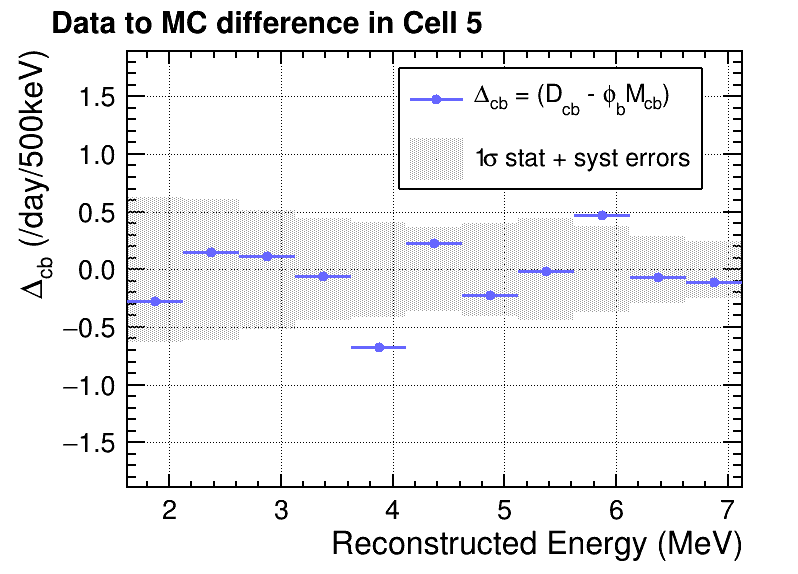 Data to MC difference in Cell 5
Δcb (/day/500keV)
Δcb = (Dcb - ϕbMcb)
1σ stat + syst errors
1.5
1.0
0.5
0.0
−0.5
−1.0
−1.5
2 3 4 5 6 7
Reconstructed Energy (MeV)